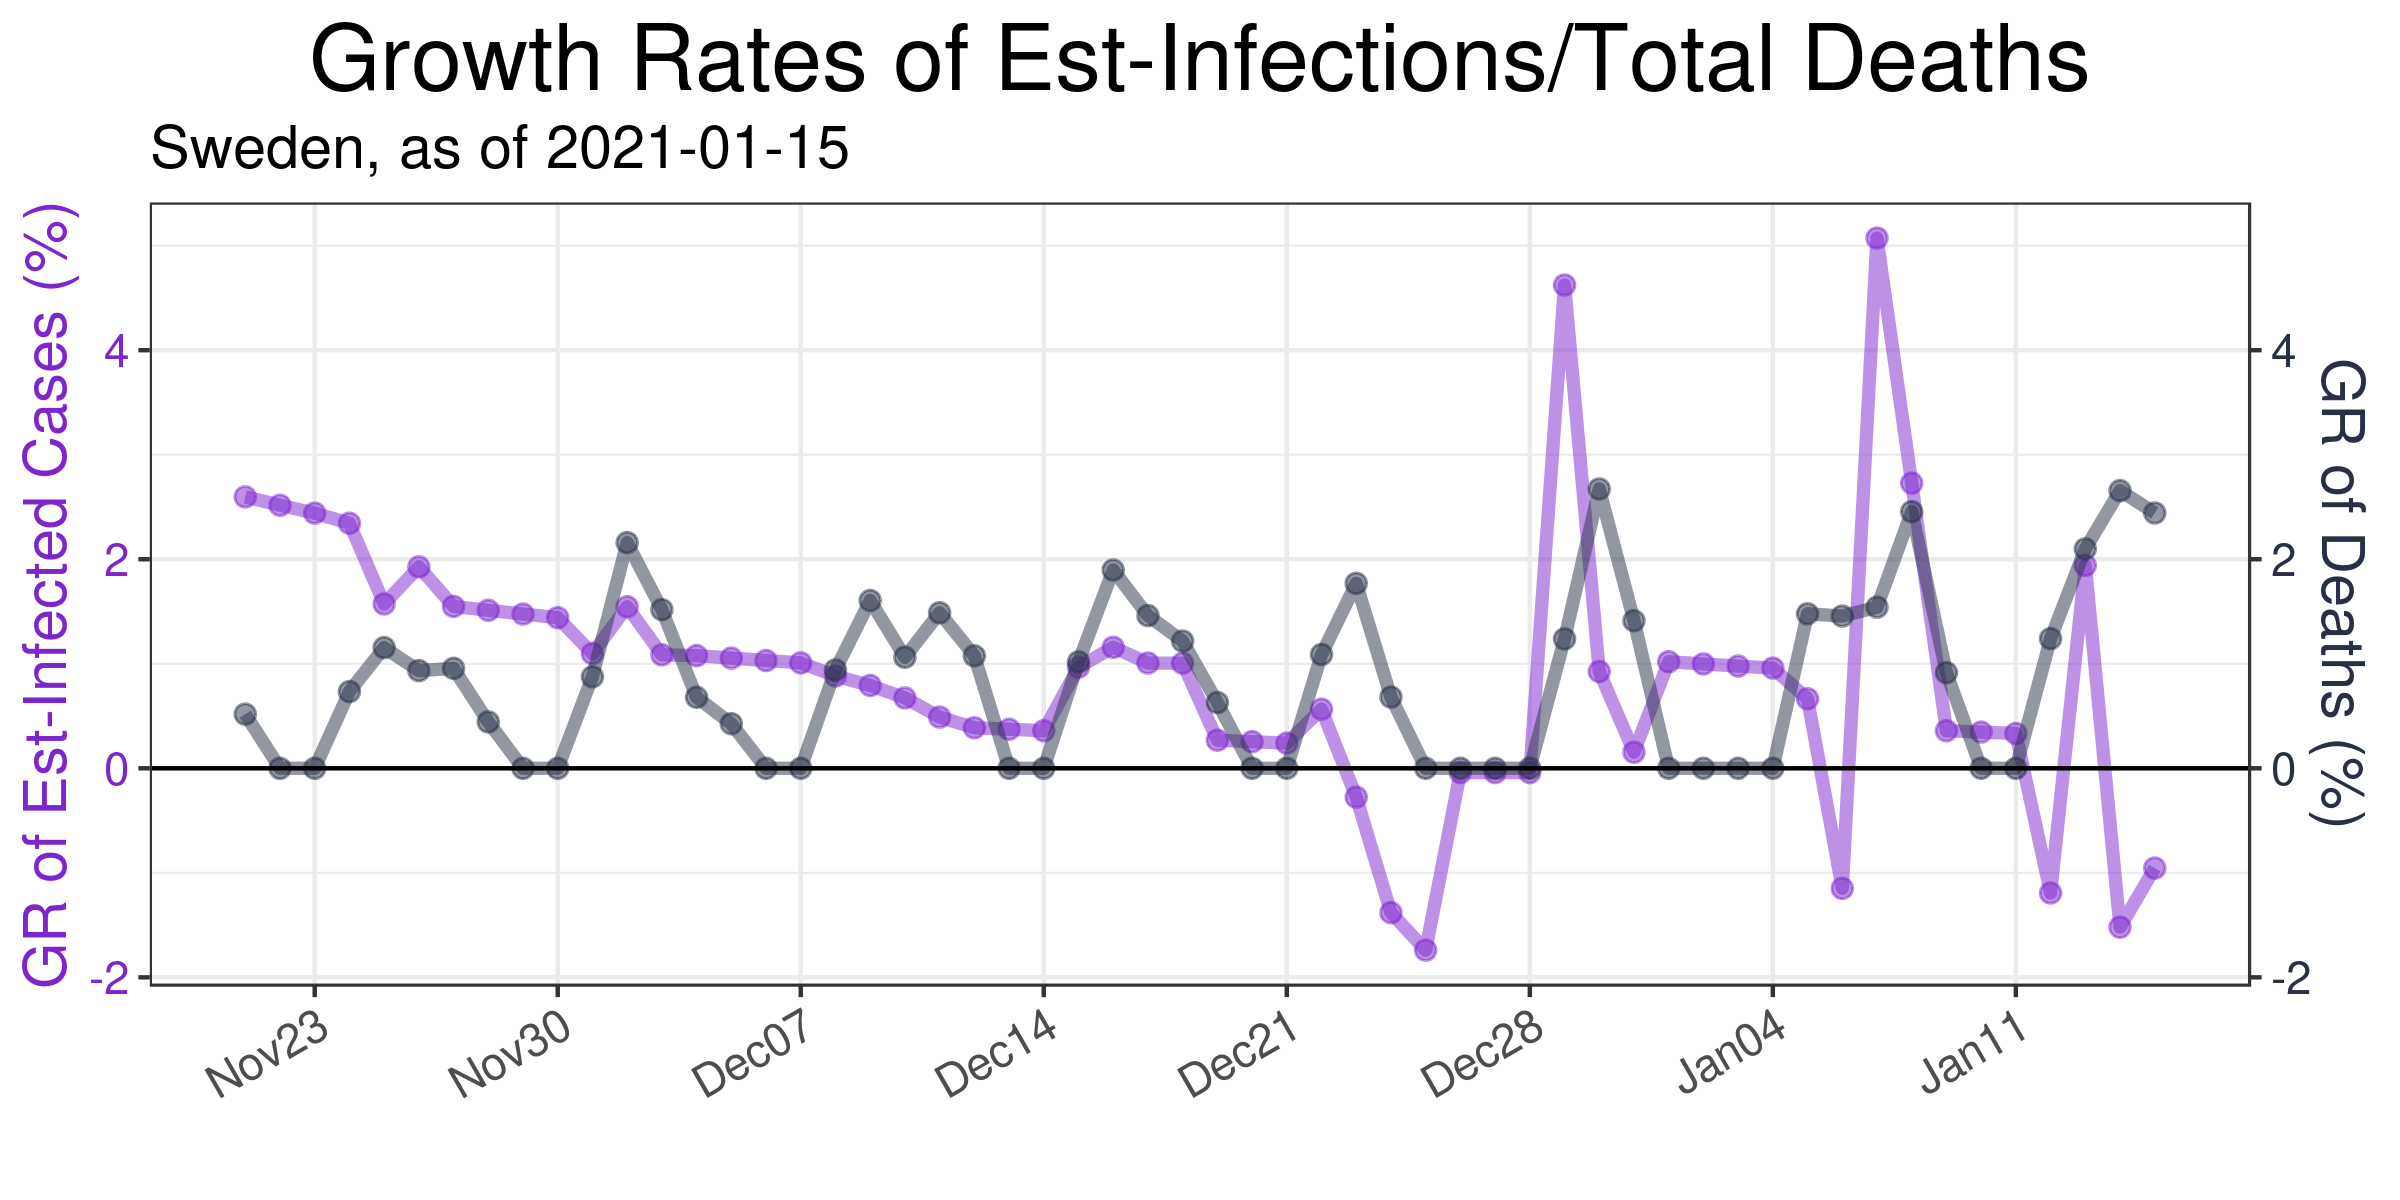 Growth Rates of Est-Infections/Total Deaths
Sweden, as of 2021-01-15
GR of Est-Infected Cases (%)
4
2
0
-2
4
2
0
-2
GR of Deaths (%)
Nov23
Nov30
Dec07
Dec14
Dec21
Dec28
Jan04
Jan11